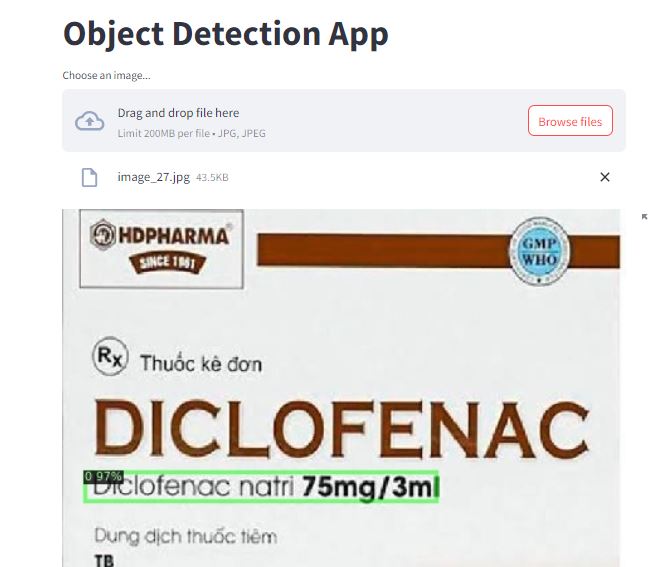 Object Detection App
Choose an image...
Drag and drop file here
Limit 200MB per file • JPG, JPEG
Browse files
image_27.jpg 43.5KB
HDPHARMA®
SINCE 1961
GMP
WHO
Rx Thuốc kê đơn
DICLOFENAC
0 97%
Diclofenac natri 75mg/3ml
Dung dịch thuốc tiêm
TB